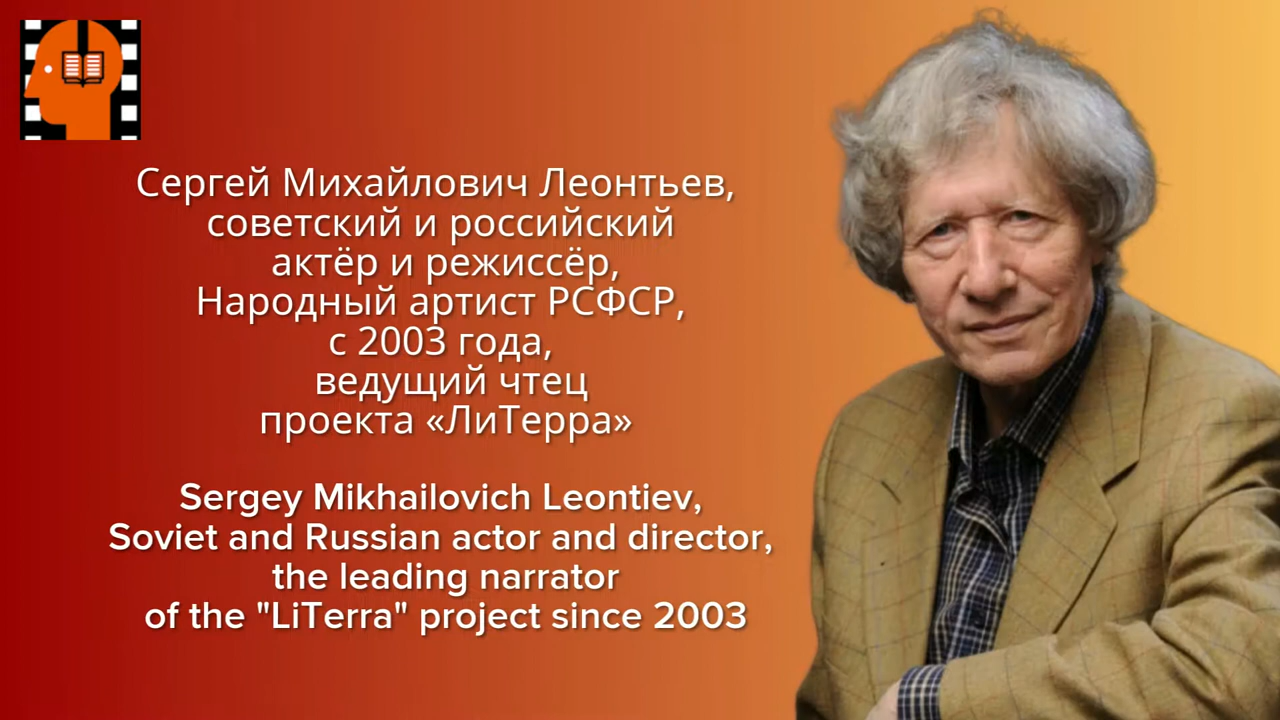 Сергей Михайлович Леонтьев,
советский и российский
актёр и режиссёр,
Народный артист РСФСР,
с 2003 года,
ведущий чтец
проекта «ЛиТерра»
Sergey Mikhailovich Leontiev,
Soviet and Russian actor and director,
the leading narrator
of the "LiTerra" project since 2003